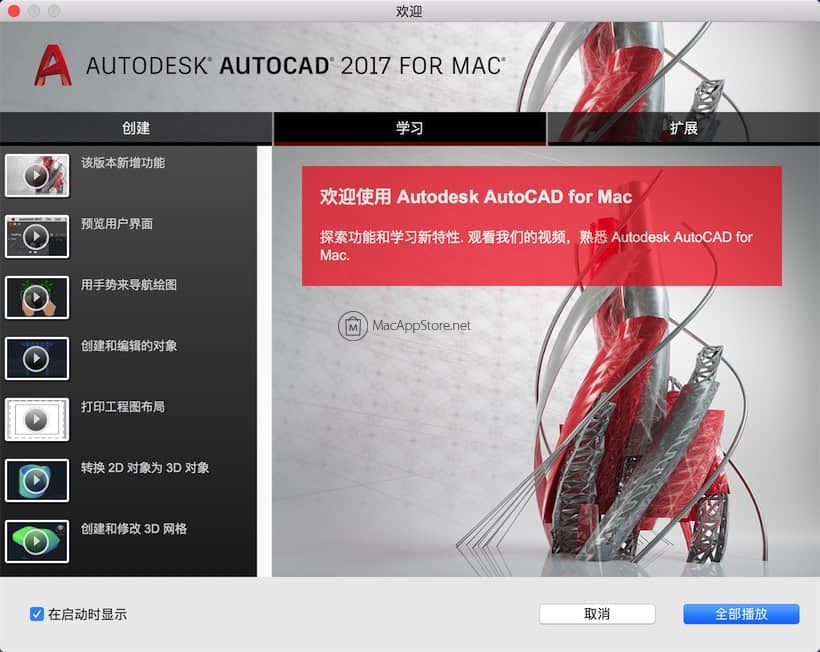 欢迎
AUTODESK® AUTOCAD® 2017 FOR MAC®
创建
学习
扩展
该版本新增功能
预览用户界面
用手势来导航绘图
创建和编辑的对象
打印工程图布局
转换 2D 对象为 3D 对象
创建和修改 3D 网格
欢迎使用 Autodesk AutoCAD for Mac
探索功能和学习新特性. 观看我们的视频，熟悉 Autodesk AutoCAD for
Mac.
MacAppStore.net
在启动时显示
取消
全部播放